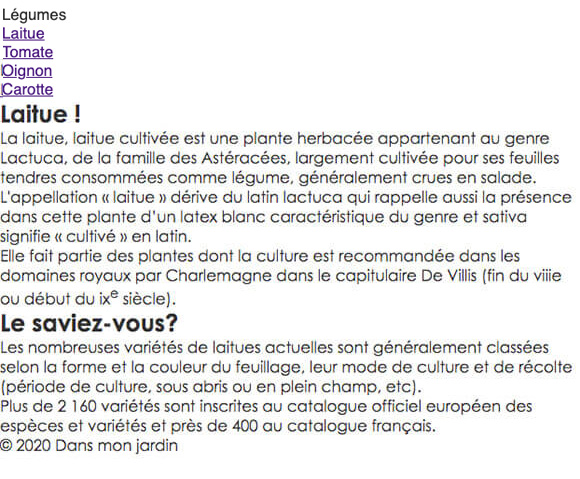 Légumes
Laitue
Tomate
Oignon
Carotte
Laitue !
La laitue, laitue cultivée est une plante herbacée appartenant au genre
Lactuca, de la famille des Astéracées, largement cultivée pour ses feuilles
tendres consommées comme légume, généralement crues en salade.
L'appellation « laitue » dérive du latin lactuca qui rappelle aussi la présence
dans cette plante d’un latex blanc caractéristique du genre et sativa
signifie « cultivé » en latin.
Elle fait partie des plantes dont la culture est recommandée dans les
domaines royaux par Charlemagne dans le capitulaire De Villis (fin du viiie
ou début du ixe siècle).
Le saviez-vous?
Les nombreuses variétés de laitues actuelles sont généralement classées
selon la forme et la couleur du feuillage, leur mode de culture et de récolte
(période de culture, sous abris ou en plein champ, etc).
Plus de 2 160 variétés sont inscrites au catalogue officiel européen des
espèces et variétés et près de 400 au catalogue français.
© 2020 Dans mon jardin